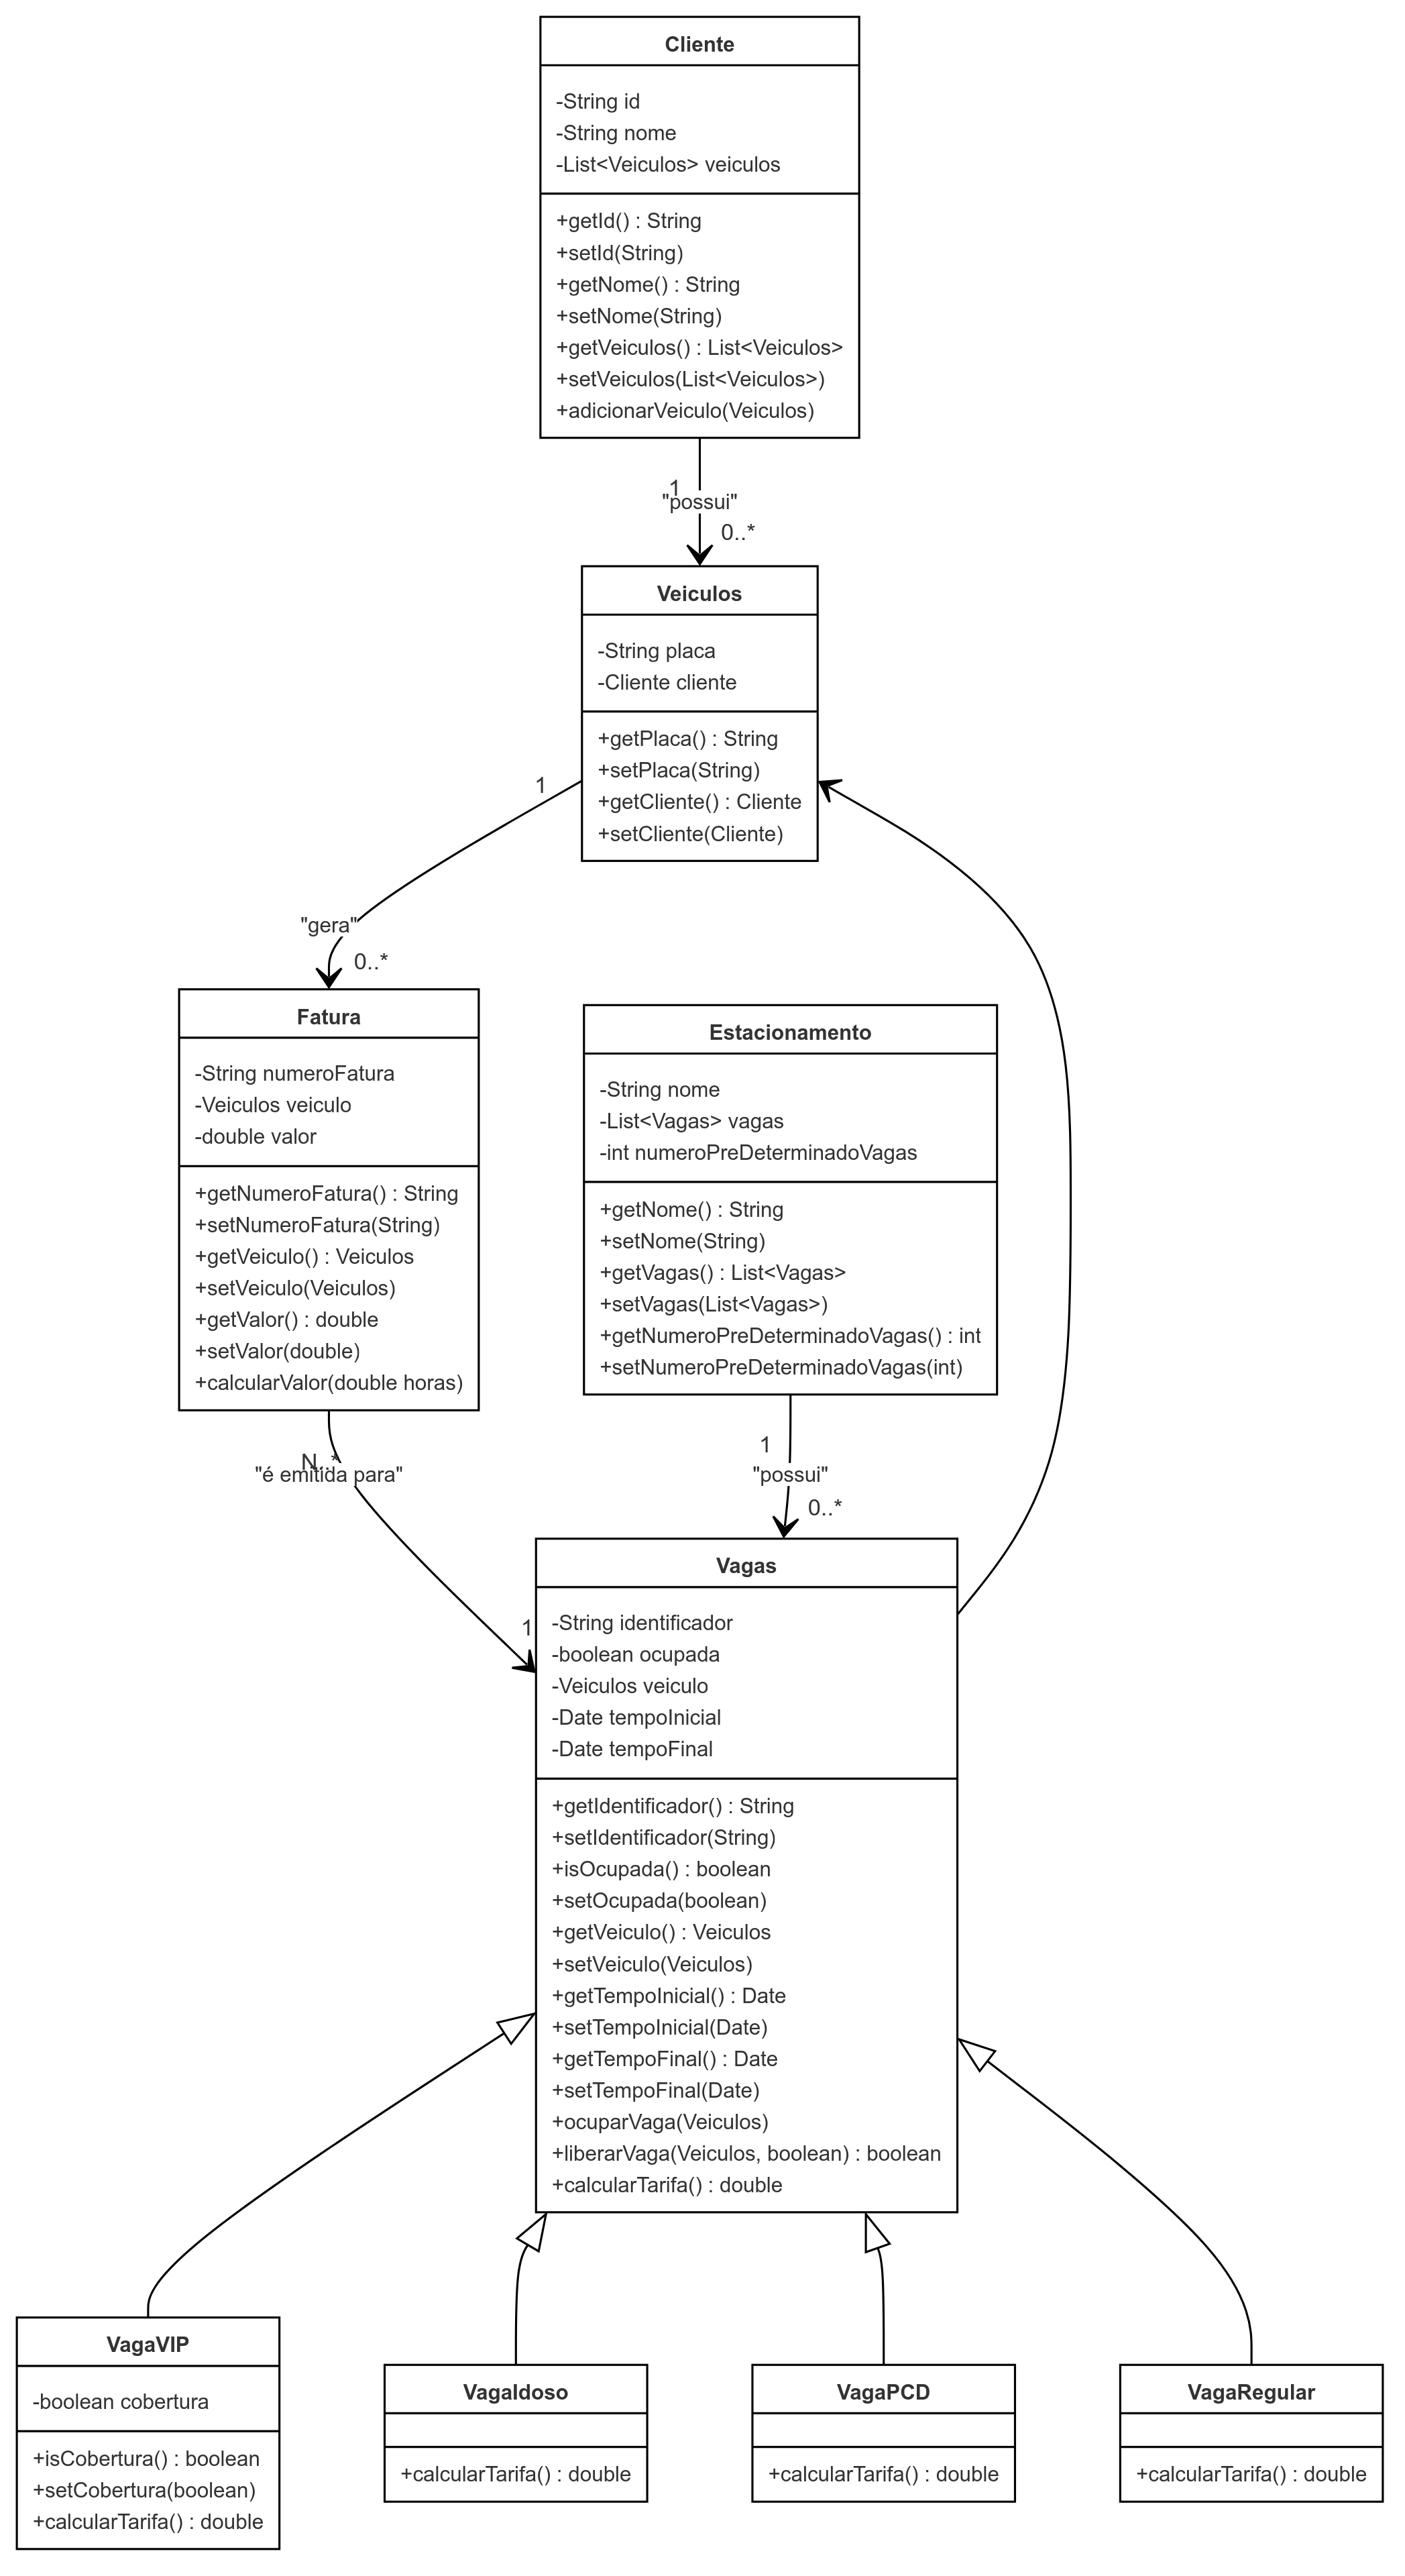 Cliente
-String id
-String nome
-List<Veiculos> veiculos
+getId() : String
+setId(String)
+getNome() : String
+setNome(String)
+getVeiculos() : List<Veiculos>
+setVeiculos(List<Veiculos>)
+adicionarVeiculo(Veiculos)
1
"possui"
0..*
Veiculos
-String placa
-Cliente cliente
+getPlaca() : String
+setPlaca(String)
+getCliente() : Cliente
+setCliente(Cliente)
1
"gera"
0..*
Fatura
-String numeroFatura
-Veiculos veiculo
-double valor
+getNumeroFatura() : String
+setNumeroFatura(String)
+getVeiculo() : Veiculos
+setVeiculo(Veiculos)
+getValor() : double
+setValor(double)
+calcularValor(double horas)
Estacionamento
-String nome
-List<Vagas> vagas
-int numeroPreDeterminadoVagas
+getNome() : String
+setNome(String)
+getVagas() : List<Vagas>
+setVagas(List<Vagas>)
+getNumeroPreDeterminadoVagas() : int
+setNumeroPreDeterminadoVagas(int)
N..*
"é emitida para"
1
1
"possui"
0..*
Vagas
-String identificador
-boolean ocupada
-Veiculos veiculo
-Date tempoInicial
-Date tempoFinal
+getIdentificador() : String
+setIdentificador(String)
+isOcupada() : boolean
+setOcupada(boolean)
+getVeiculo() : Veiculos
+setVeiculo(Veiculos)
+getTempoInicial() : Date
+setTempoInicial(Date)
+getTempoFinal() : Date
+setTempoFinal(Date)
+ocuparVaga(Veiculos)
+liberarVaga(Veiculos, boolean) : boolean
+calcularTarifa() : double
VagaVIP
-boolean cobertura
+isCobertura() : boolean
+setCobertura(boolean)
+calcularTarifa() : double
VagaIdoso
+calcularTarifa() : double
VagaPCD
+calcularTarifa() : double
VagaRegular
+calcularTarifa() : double